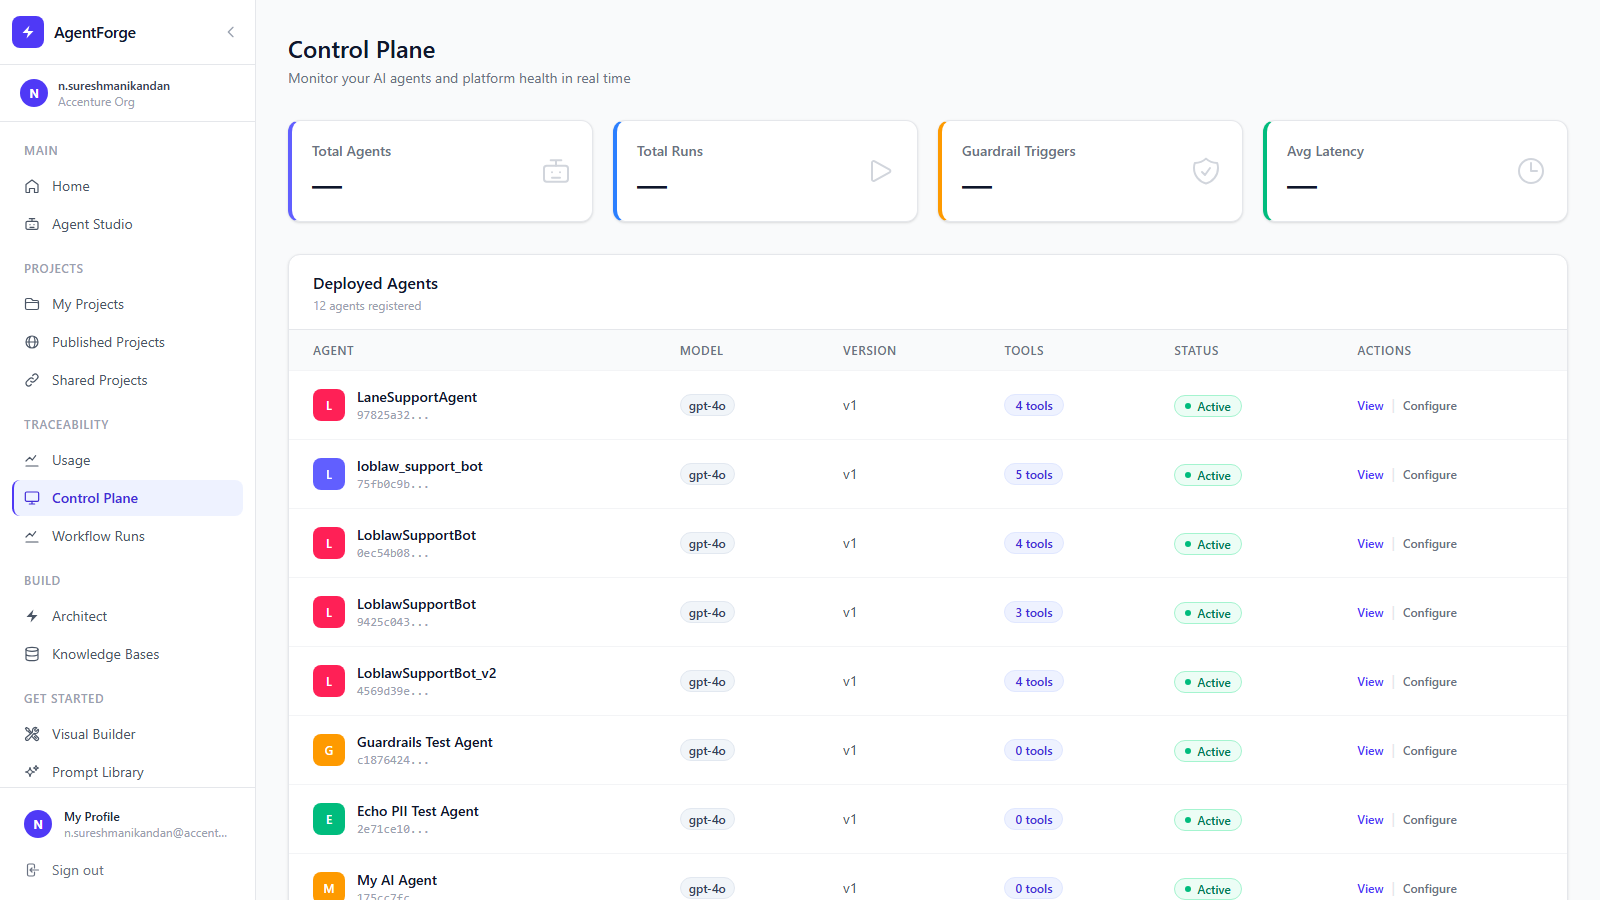 AgentForge
N
n.sureshmanikandan
Accenture Org
MAIN
Home
Agent Studio
PROJECTS
My Projects
Published Projects
Shared Projects
TRACEABILITY
Usage
Control Plane
Workflow Runs
BUILD
Architect
Knowledge Bases
GET STARTED
Visual Builder
Prompt Library
N
My Profile
n.sureshmanikandan@accent...
Sign out
Control Plane
Monitor your AI agents and platform health in real time
Total Agents
—
Total Runs
—
Guardrail Triggers
—
Avg Latency
—
Deployed Agents
12 agents registered
AGENT MODEL VERSION TOOLS STATUS ACTIONS
L LaneSupportAgent gpt-4o v1 4 tools Active View | Configure
97825a32...
L loblaw_support_bot gpt-4o v1 5 tools Active View | Configure
75fb0c9b...
L LoblawSupportBot gpt-4o v1 4 tools Active View | Configure
0ec54b08...
L LoblawSupportBot gpt-4o v1 3 tools Active View | Configure
9425c043...
L LoblawSupportBot_v2 gpt-4o v1 4 tools Active View | Configure
4569d39e...
G Guardrails Test Agent gpt-4o v1 0 tools Active View | Configure
c1876424...
E Echo PII Test Agent gpt-4o v1 0 tools Active View | Configure
2e71ce10...
M My AI Agent gpt-4o v1 0 tools Active View | Configure